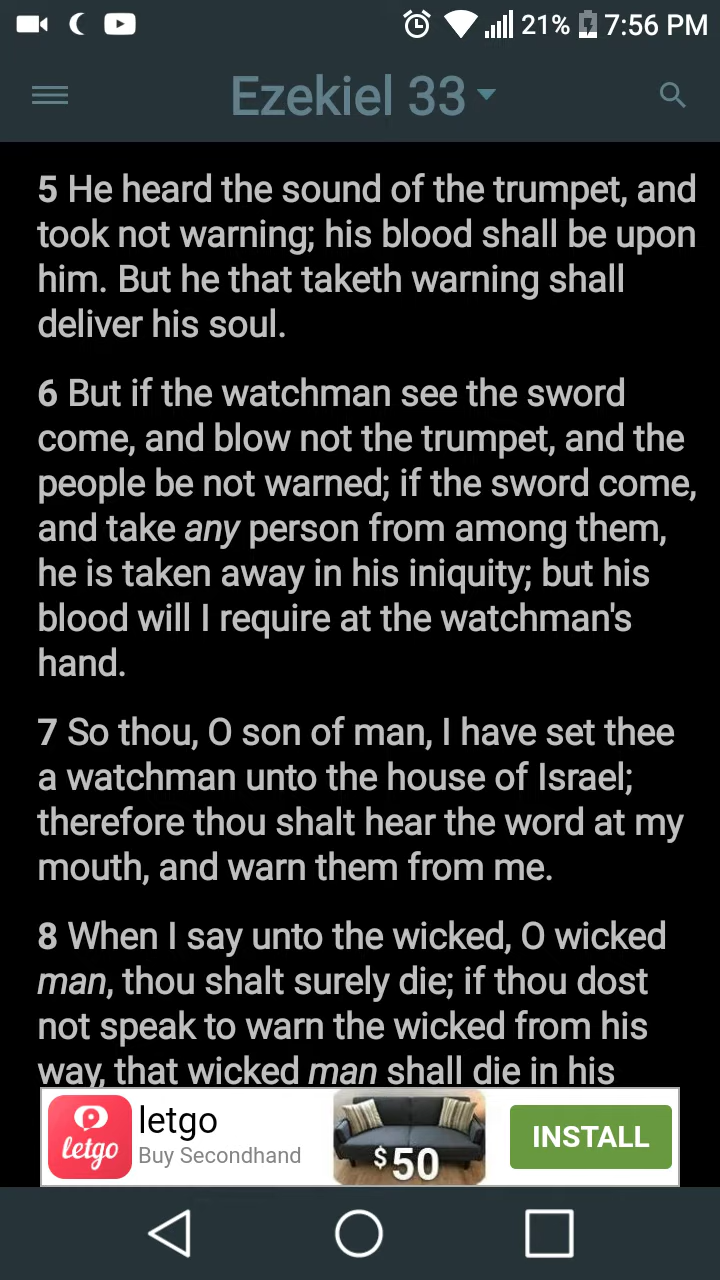 21% 7:56 PM
Ezekiel 33
5 He heard the sound of the trumpet, and
took not warning; his blood shall be upon
him. But he that taketh warning shall
deliver his soul.
6 But if the watchman see the sword
come, and blow not the trumpet, and the
people be not warned; if the sword come,
and take any person from among them,
he is taken away in his iniquity; but his
blood will I require at the watchman's
hand.
7 So thou, O son of man, I have set thee
a watchman unto the house of Israel;
therefore thou shalt hear the word at my
mouth, and warn them from me.
8 When I say unto the wicked, O wicked
man, thou shalt surely die; if thou dost
not speak to warn the wicked from his
way, that wicked man shall die in his
letgo
letgo
Buy Secondhand
$50
INSTALL